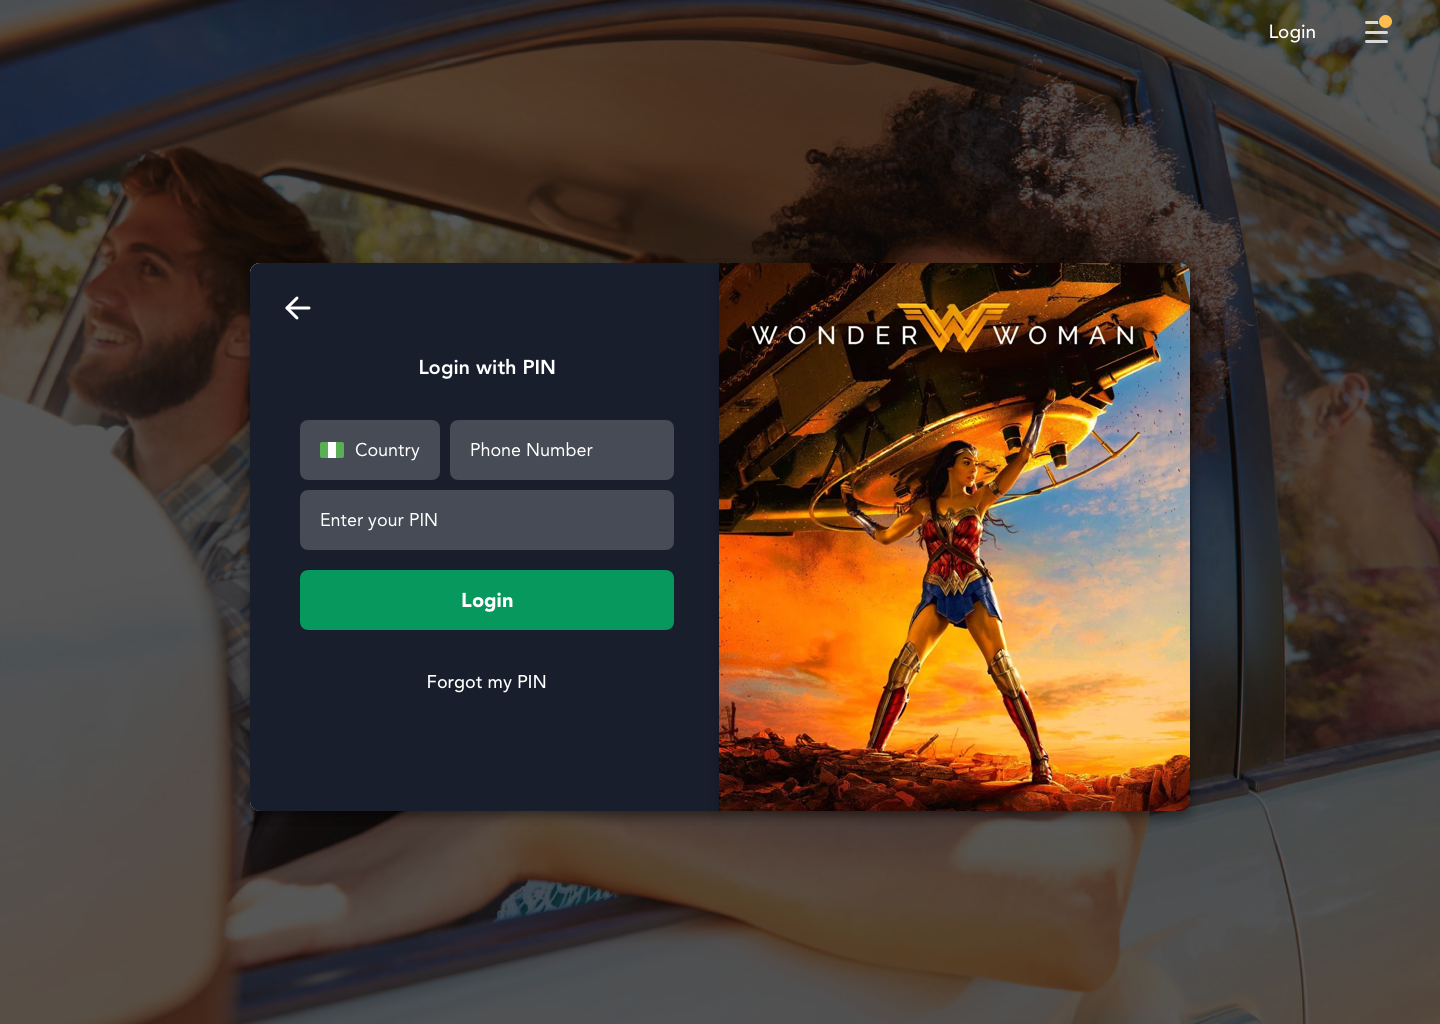 Login
WONDER WOMAN
Login with PIN
Country
Phone Number
Enter your PIN
Login
Forgot my PIN